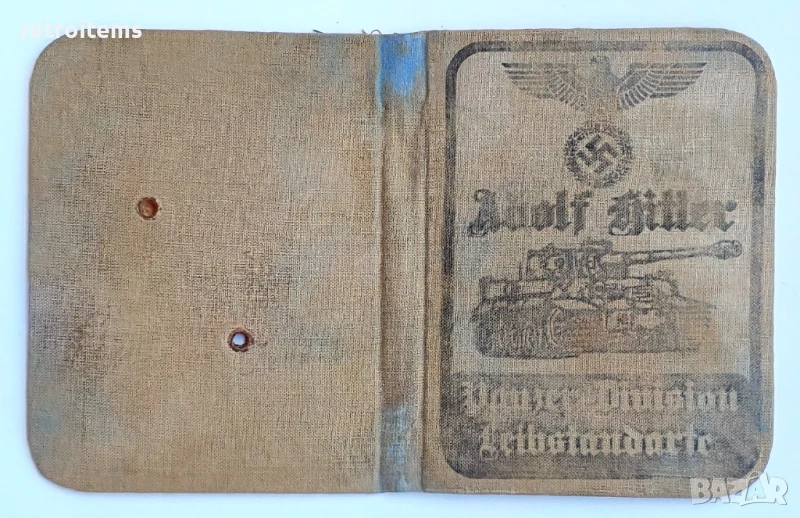 retroitems
Adolf Hitler
Panzer-Division
Leibstandarte
BAZAR